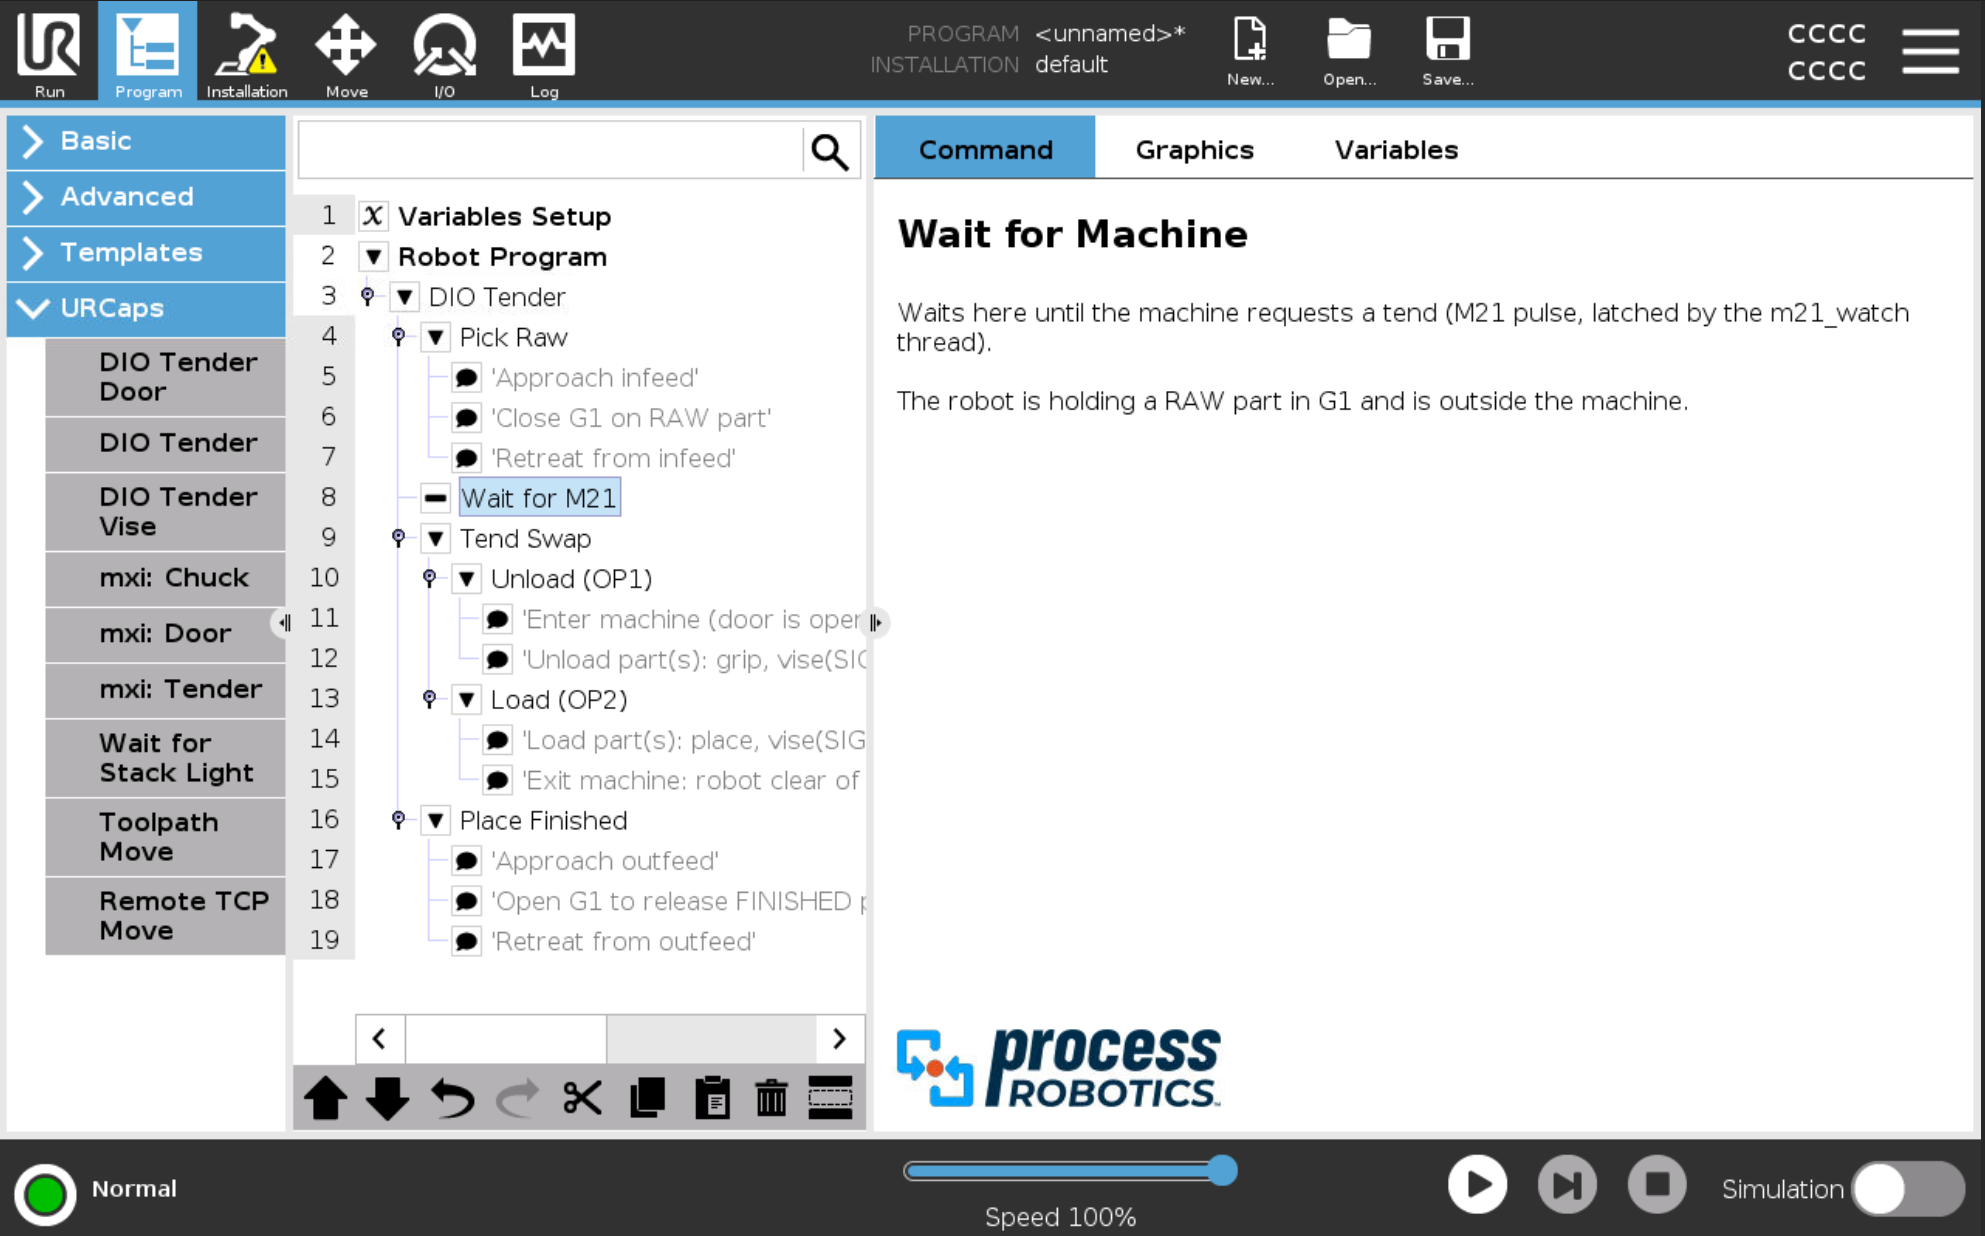 UR
Run
Program
Installation
Move
I/O
Log
PROGRAM <unnamed>*
INSTALLATION default
New...
Open...
Save...
CCCC
CCCC
Basic
Advanced
Templates
URCaps
DIO Tender
Door
DIO Tender
DIO Tender
Vise
mxi: Chuck
mxi: Door
mxi: Tender
Wait for
Stack Light
Toolpath
Move
Remote TCP
Move
1 X Variables Setup
2 Robot Program
3 DIO Tender
4 Pick Raw
5 'Approach infeed'
6 'Close G1 on RAW part'
7 'Retreat from infeed'
8 Wait for M21
9 Tend Swap
10 Unload (OP1)
11 'Enter machine (door is oper
12 'Unload part(s): grip, vise(SIG
13 Load (OP2)
14 'Load part(s): place, vise(SIG
15 'Exit machine: robot clear of
16 Place Finished
17 'Approach outfeed'
18 'Open G1 to release FINISHED p
19 'Retreat from outfeed'
Command Graphics Variables
Wait for Machine
Waits here until the machine requests a tend (M21 pulse, latched by the m21_watch
thread).
The robot is holding a RAW part in G1 and is outside the machine.
process
ROBOTICS
Normal
Speed 100%
Simulation